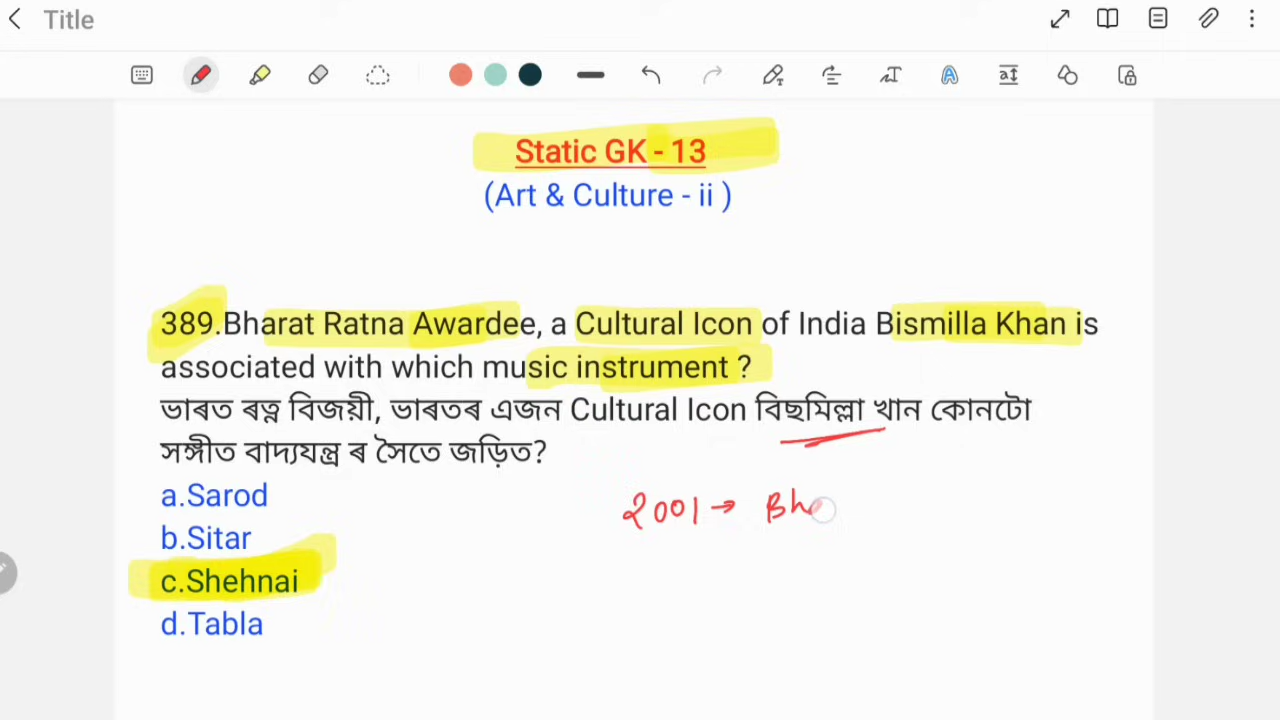 Title
Static GK - 13
(Art & Culture - ii )
389.Bharat Ratna Awardee, a Cultural Icon of India Bismilla Khan is
associated with which music instrument ?
ভাৰত ৰত্ন বিজয়ী, ভাৰতৰ এজন Cultural Icon বিছমিল্লা খান কোনটো
সঙ্গীত বাদ্যযন্ত্ৰ ৰ সৈতে জড়িত?
a.Sarod
2001 → Bh
b.Sitar
c.Shehnai
d.Tabla